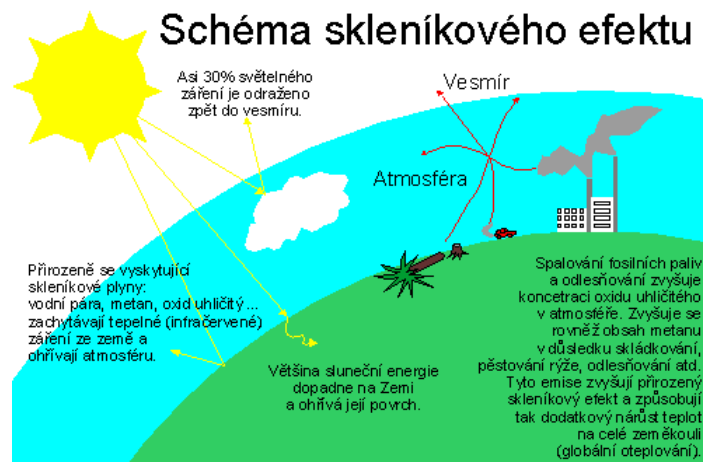 Schéma skleníkového efektu
Asi 30% světelného
záření je odraženo
zpět do vesmíru.
Vesmír
Atmosféra
Přirozeně se vyskytující
skleníkové plyny:
vodní pára, metan, oxid uhličitý ...
zachytávají tepelné (infračervené)
záření ze země a
ohřívají atmosféru.
Většina sluneční energie
dopadne na Zemi
a ohřívá její povrch.
Spalování fosilních paliv
a odlesňování zvyšuje
koncetraci oxidu uhličitého
v atmosféře. Zvyšuje se
rovněž obsah metanu
v důsledku skládkování,
pěstování rýže, odlesňování atd.
Tyto emise zvyšují přirozený
skleníkový efekt a způsobují
tak dodatkový nárůst teplot
na celé zeměkouli
(globální oteplování).